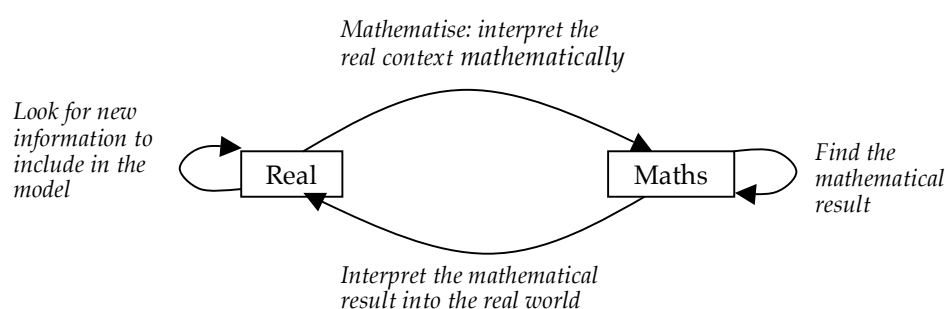 Mathematise: interpret the
real context mathematically
Look for new
information to
include in the
model
Real
Maths
Find the
mathematical
result
Interpret the mathematical
result into the real world